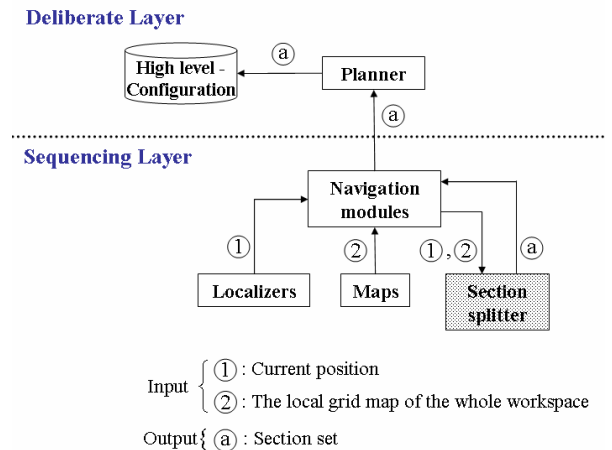 Deliberate Layer
ⓐ
High level -
Configuration
Planner
ⓐ
Sequencing Layer
Navigation
modules
① ② ①,② ⓐ
Localizers
Maps
Section
splitter
Input { ① : Current position
② : The local grid map of the whole workspace
Output{ ⓐ : Section set